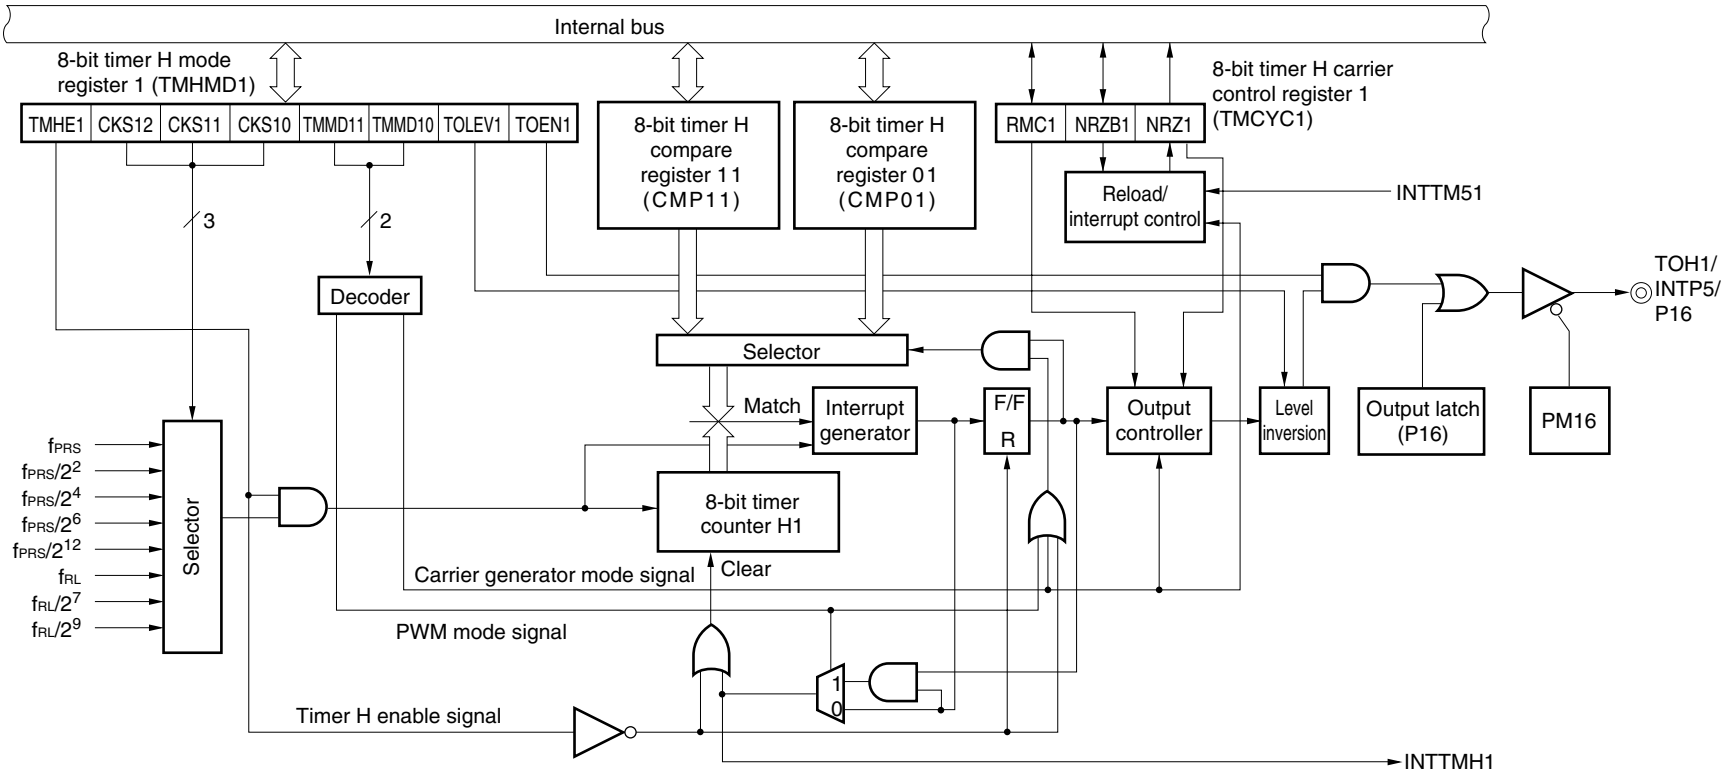 Internal bus
8-bit timer H mode
register 1 (TMHMD1)
TMHE1 CKS12 CKS11 CKS10 TMMD11 TMMD10 TOLEV1 TOEN1
8-bit timer H
compare
register 11
(CMP11)
8-bit timer H
compare
register 01
(CMP01)
RMC1 NRZB1 NRZ1
8-bit timer H carrier
control register 1
(TMCYC1)
Reload/
interrupt control
INTTM51
3
2
Decoder
TOH1/
INTP5/
P16
Selector
Match
Interrupt
generator
F/F
R
Output
controller
Level
inversion
Output latch
(P16)
PM16
fPRS
fPRS/2²
fPRS/2⁴
fPRS/2⁶
fPRS/2¹²
fRL
fRL/2⁷
fRL/2⁹
Selector
8-bit timer
counter H1
Clear
Carrier generator mode signal
PWM mode signal
1
0
Timer H enable signal
INTTMH1